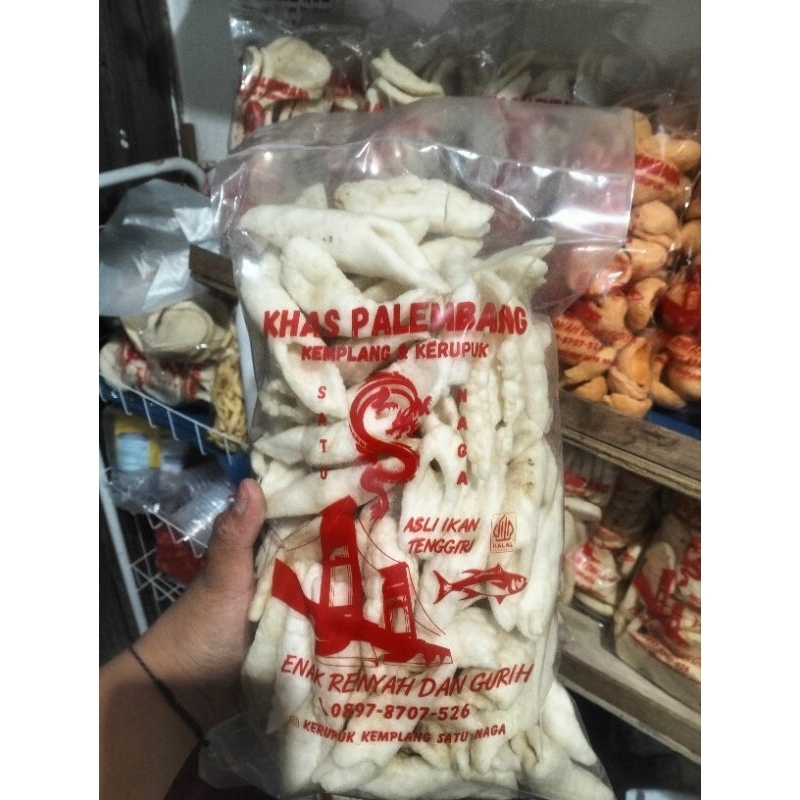 KHAS PALEMBANG
KEMPLANG & KERUPUK
SATU
NAGA
ASLI IKAN
TENGGIRI
HALAL
ENAK RENYAH DAN GURIH
0897-8707-526
KERUPUK KEMPLANG SATU NAGA